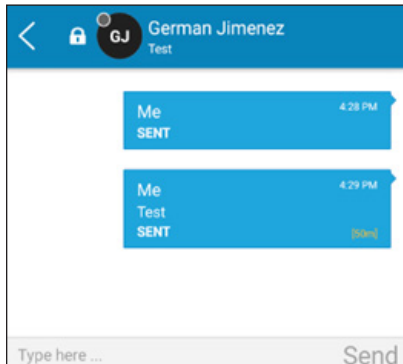 GJ
German Jimenez
Test
Me 4:28 PM
SENT
Me 4:29 PM
Test
SENT [50m]
Type here ... Send